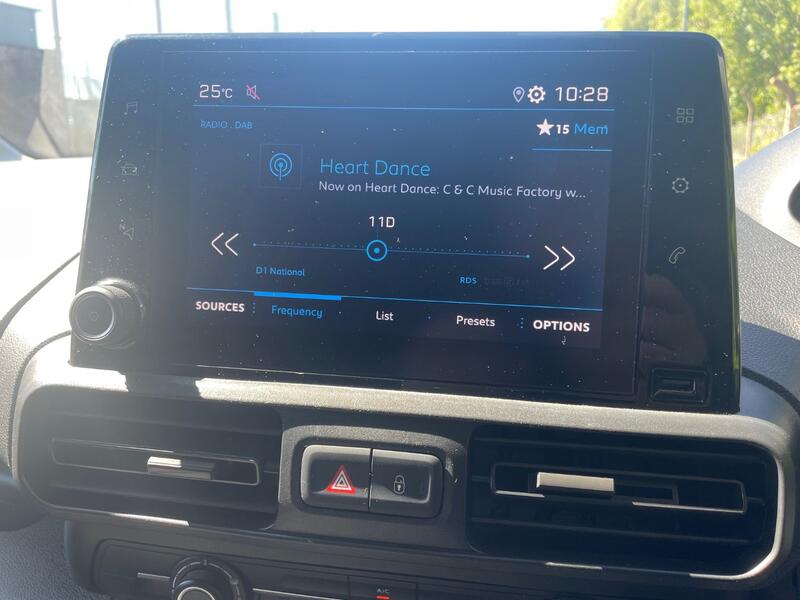 25°C 10:28
RADIO . DAB 15 Mem
Heart Dance
Now on Heart Dance: C & C Music Factory w...
11D
D1 National RDS
SOURCES Frequency List Presets OPTIONS
A/C